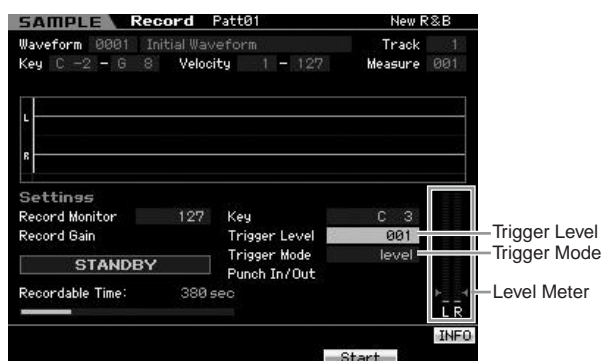 SAMPLE Record Patt01 New R&B
Waveform 0001 Initial Waveform Track 1
Key C -2 - G 8 Velocity 1 - 127 Measure 001
L
R
Settings
Record Monitor 127 Key C 3
Record Gain Trigger Level 001
Trigger Mode level
STANDBY Punch In/Out
Recordable Time: 380 sec
L R
INFO
Start
Trigger Level
Trigger Mode
Level Meter